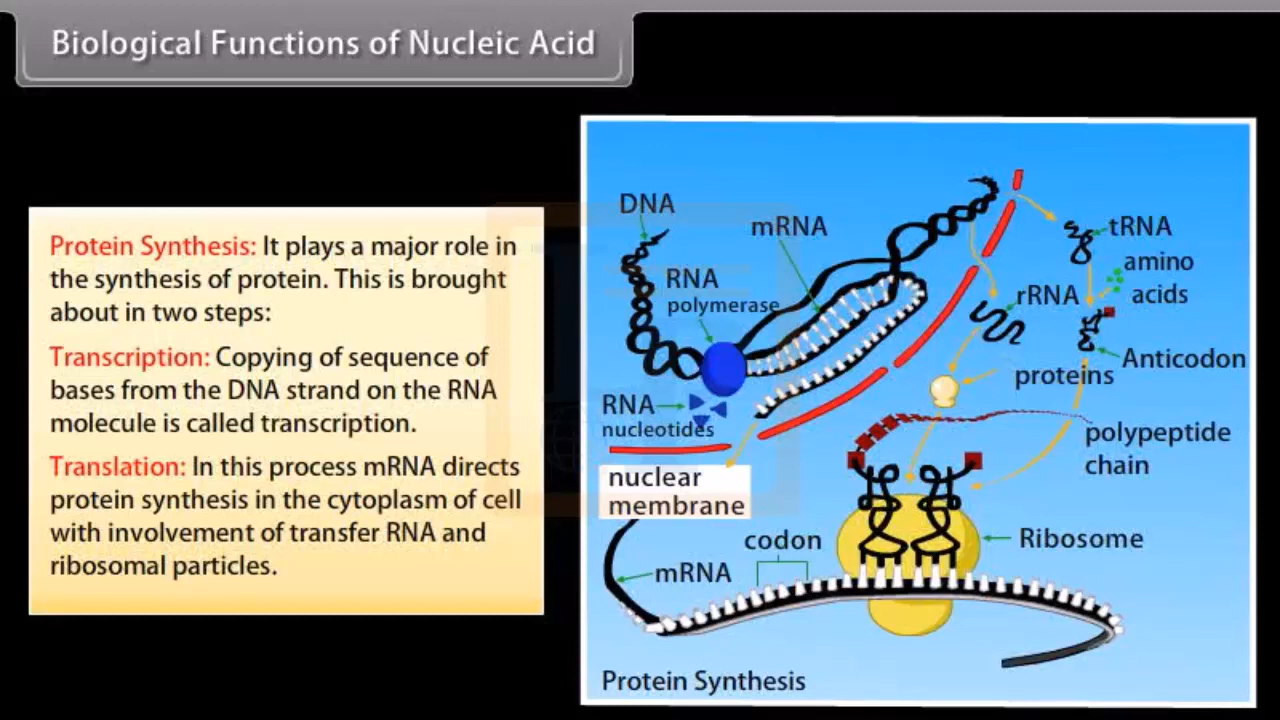 Biological Functions of Nucleic Acid
Protein Synthesis: It plays a major role in
the synthesis of protein. This is brought
about in two steps:
Transcription: Copying of sequence of
bases from the DNA strand on the RNA
molecule is called transcription.
Translation: In this process mRNA directs
protein synthesis in the cytoplasm of cell
with involvement of transfer RNA and
ribosomal particles.
DNA
mRNA
RNA
polymerase
tRNA
amino
acids
rRNA
Anticodon
proteins
RNA
nucleotides
polypeptide
chain
nuclear
membrane
codon
Ribosome
mRNA
Protein Synthesis